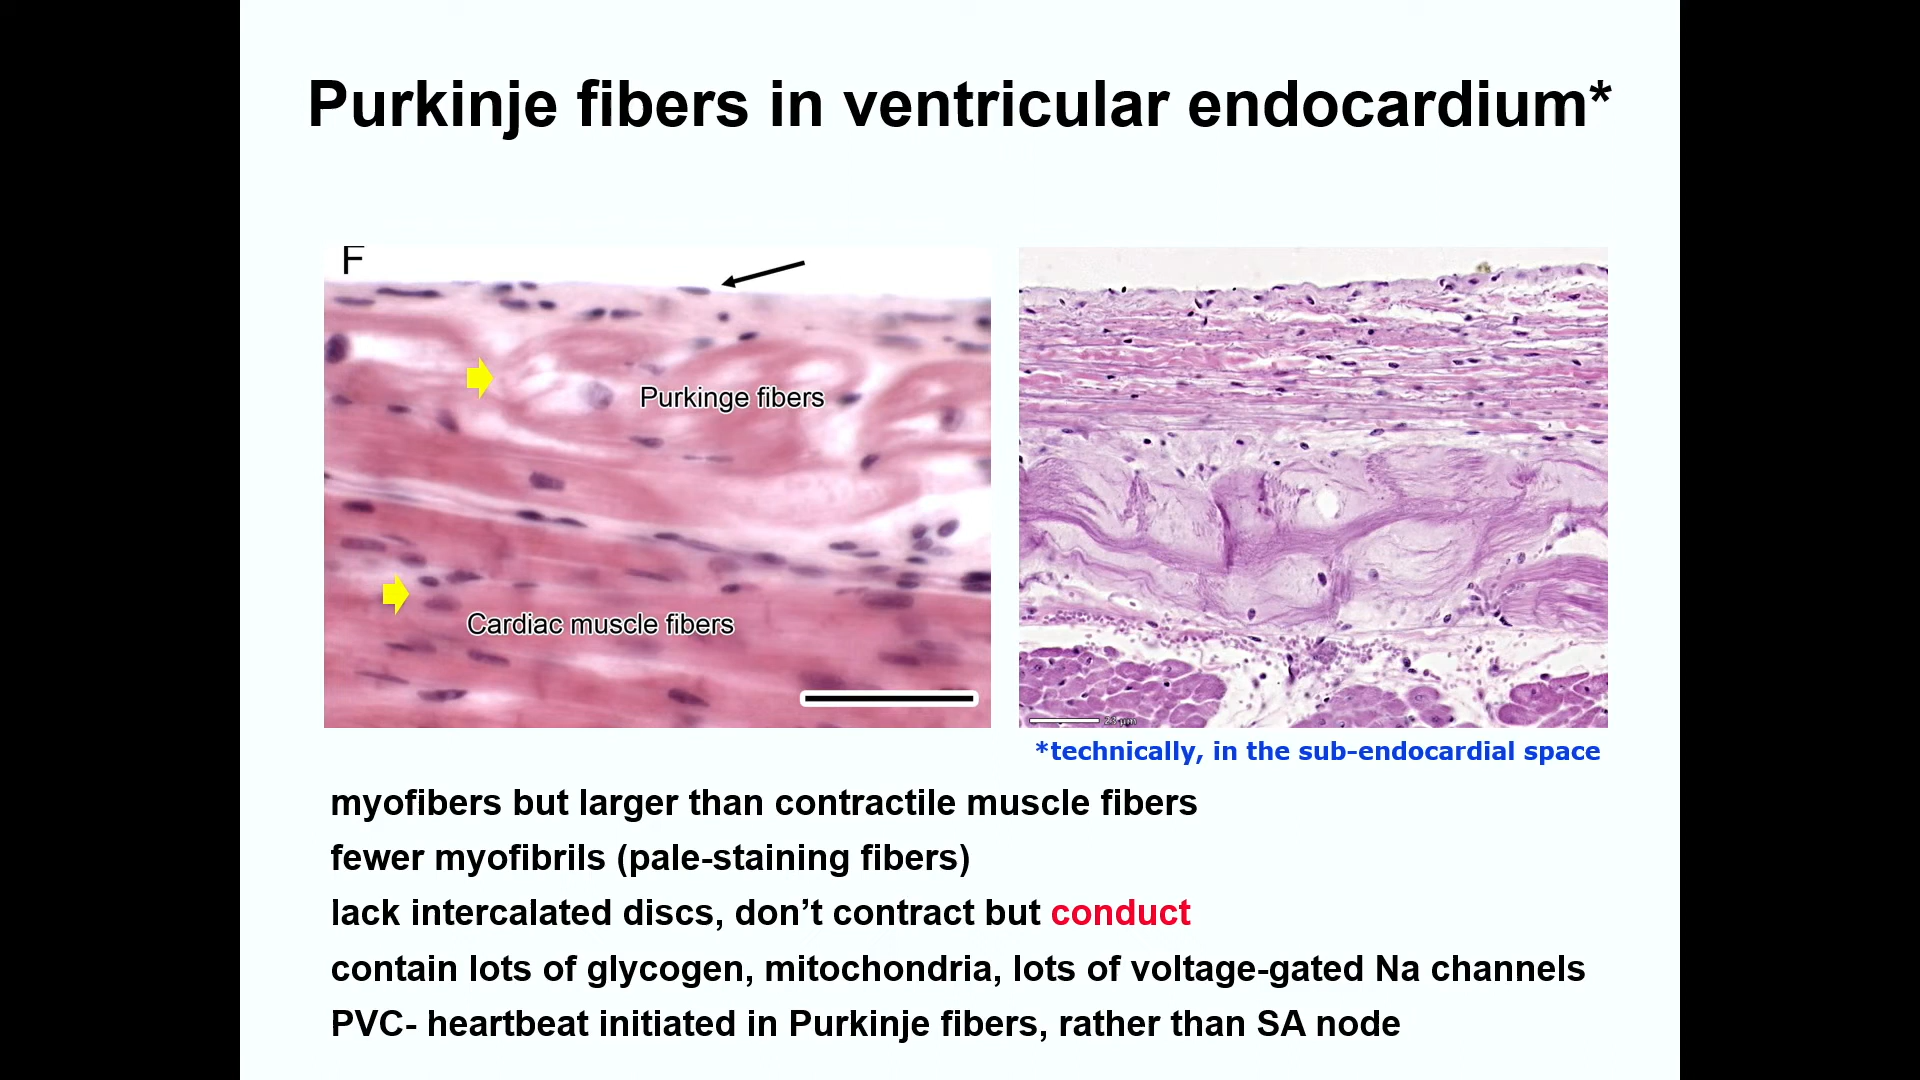 Purkinje fibers in ventricular endocardium*
F
Purkinge fibers
Cardiac muscle fibers
25 µm
*technically, in the sub-endocardial space
myofibers but larger than contractile muscle fibers
fewer myofibrils (pale-staining fibers)
lack intercalated discs, don’t contract but conduct
contain lots of glycogen, mitochondria, lots of voltage-gated Na channels
PVC- heartbeat initiated in Purkinje fibers, rather than SA node